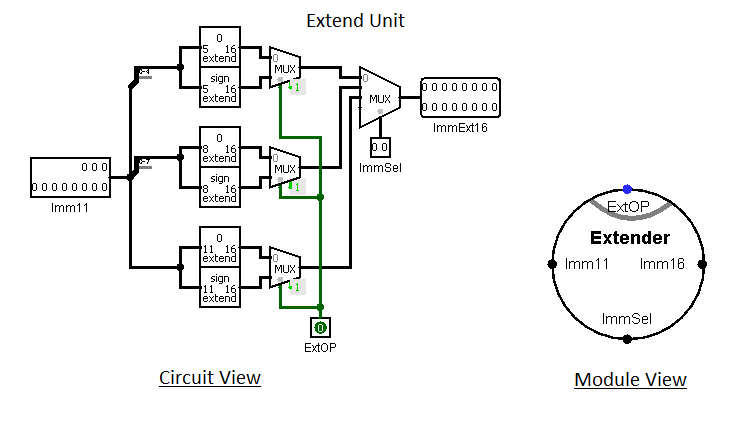 Extend Unit
0
5 16
extend
sign
5 16
extend
0
MUX
1
0-4
0
MUX
0 0
ImmSel
0 0 0 0 0 0 0 0
0 0 0 0 0 0 0 0
ImmExt16
0
8 16
extend
sign
8 16
extend
0
MUX
1
0-7
0 0 0
0 0 0 0 0 0 0 0
Imm11
0
11 16
extend
sign
11 16
extend
0
MUX
1
0
ExtOP
Circuit View
ExtOP
Extender
Imm11 Imm16
ImmSel
Module View